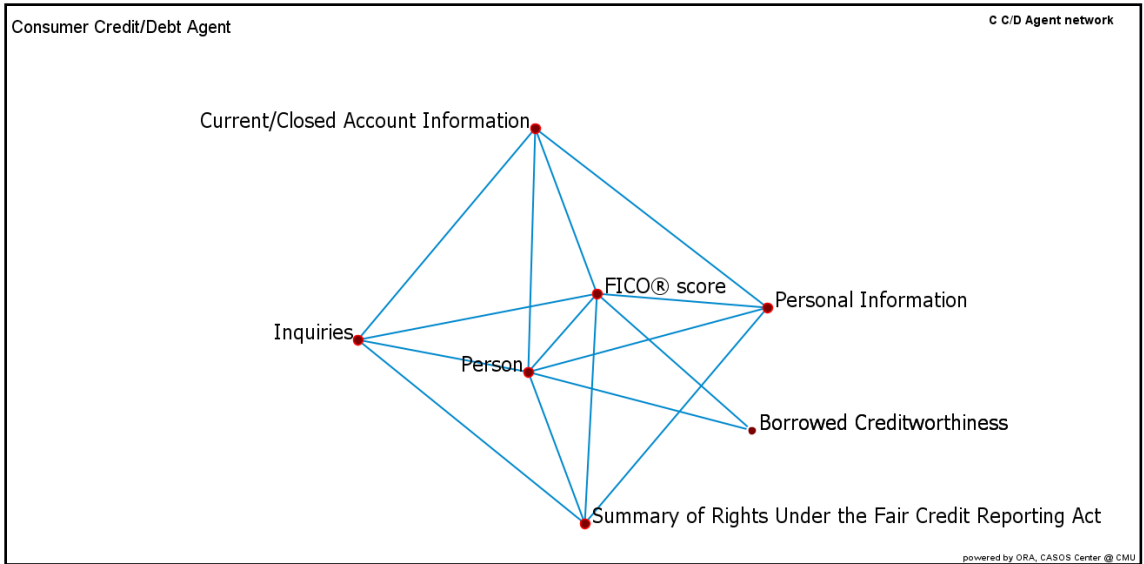 Consumer Credit/Debt Agent
C C/D Agent network
Current/Closed Account Information
FICO® score
Personal Information
Inquiries
Person
Borrowed Creditworthiness
Summary of Rights Under the Fair Credit Reporting Act
powered by ORA, CASOS Center @ CMU